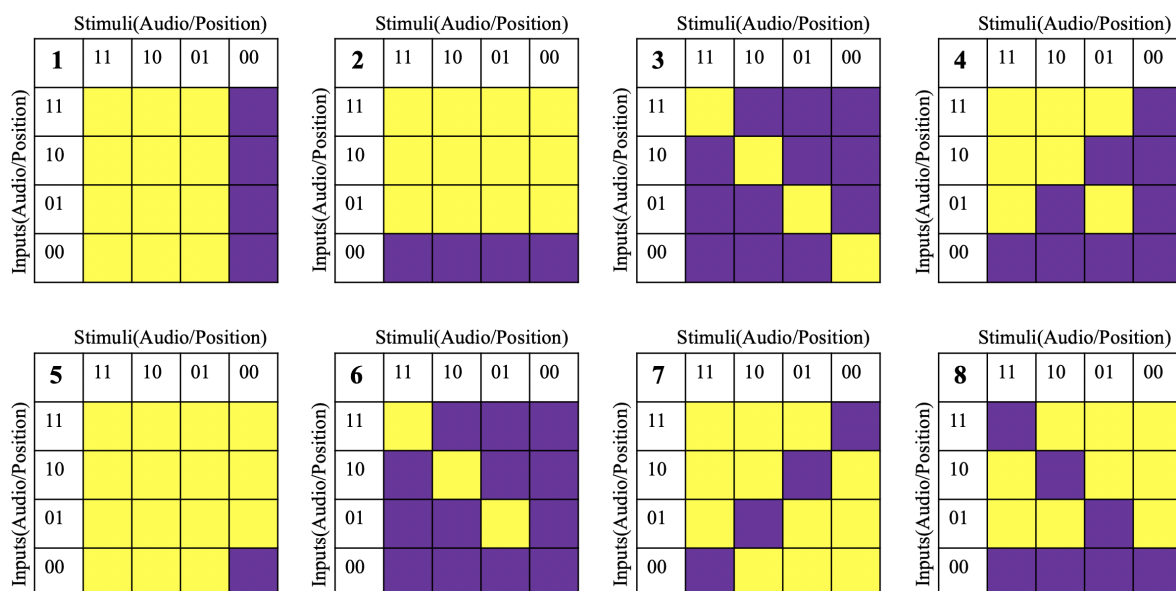 Stimuli(Audio/Position) Stimuli(Audio/Position) Stimuli(Audio/Position) Stimuli(Audio/Position)
1 11 10 01 00 2 11 10 01 00 3 11 10 01 00 4 11 10 01 00
Inputs(Audio/Position) Inputs(Audio/Position) Inputs(Audio/Position) Inputs(Audio/Position)
11 11 11 11
10 10 10 10
01 01 01 01
00 00 00 00
Stimuli(Audio/Position) Stimuli(Audio/Position) Stimuli(Audio/Position) Stimuli(Audio/Position)
5 11 10 01 00 6 11 10 01 00 7 11 10 01 00 8 11 10 01 00
Inputs(Audio/Position) Inputs(Audio/Position) Inputs(Audio/Position) Inputs(Audio/Position)
11 11 11 11
10 10 10 10
01 01 01 01
00 00 00 00